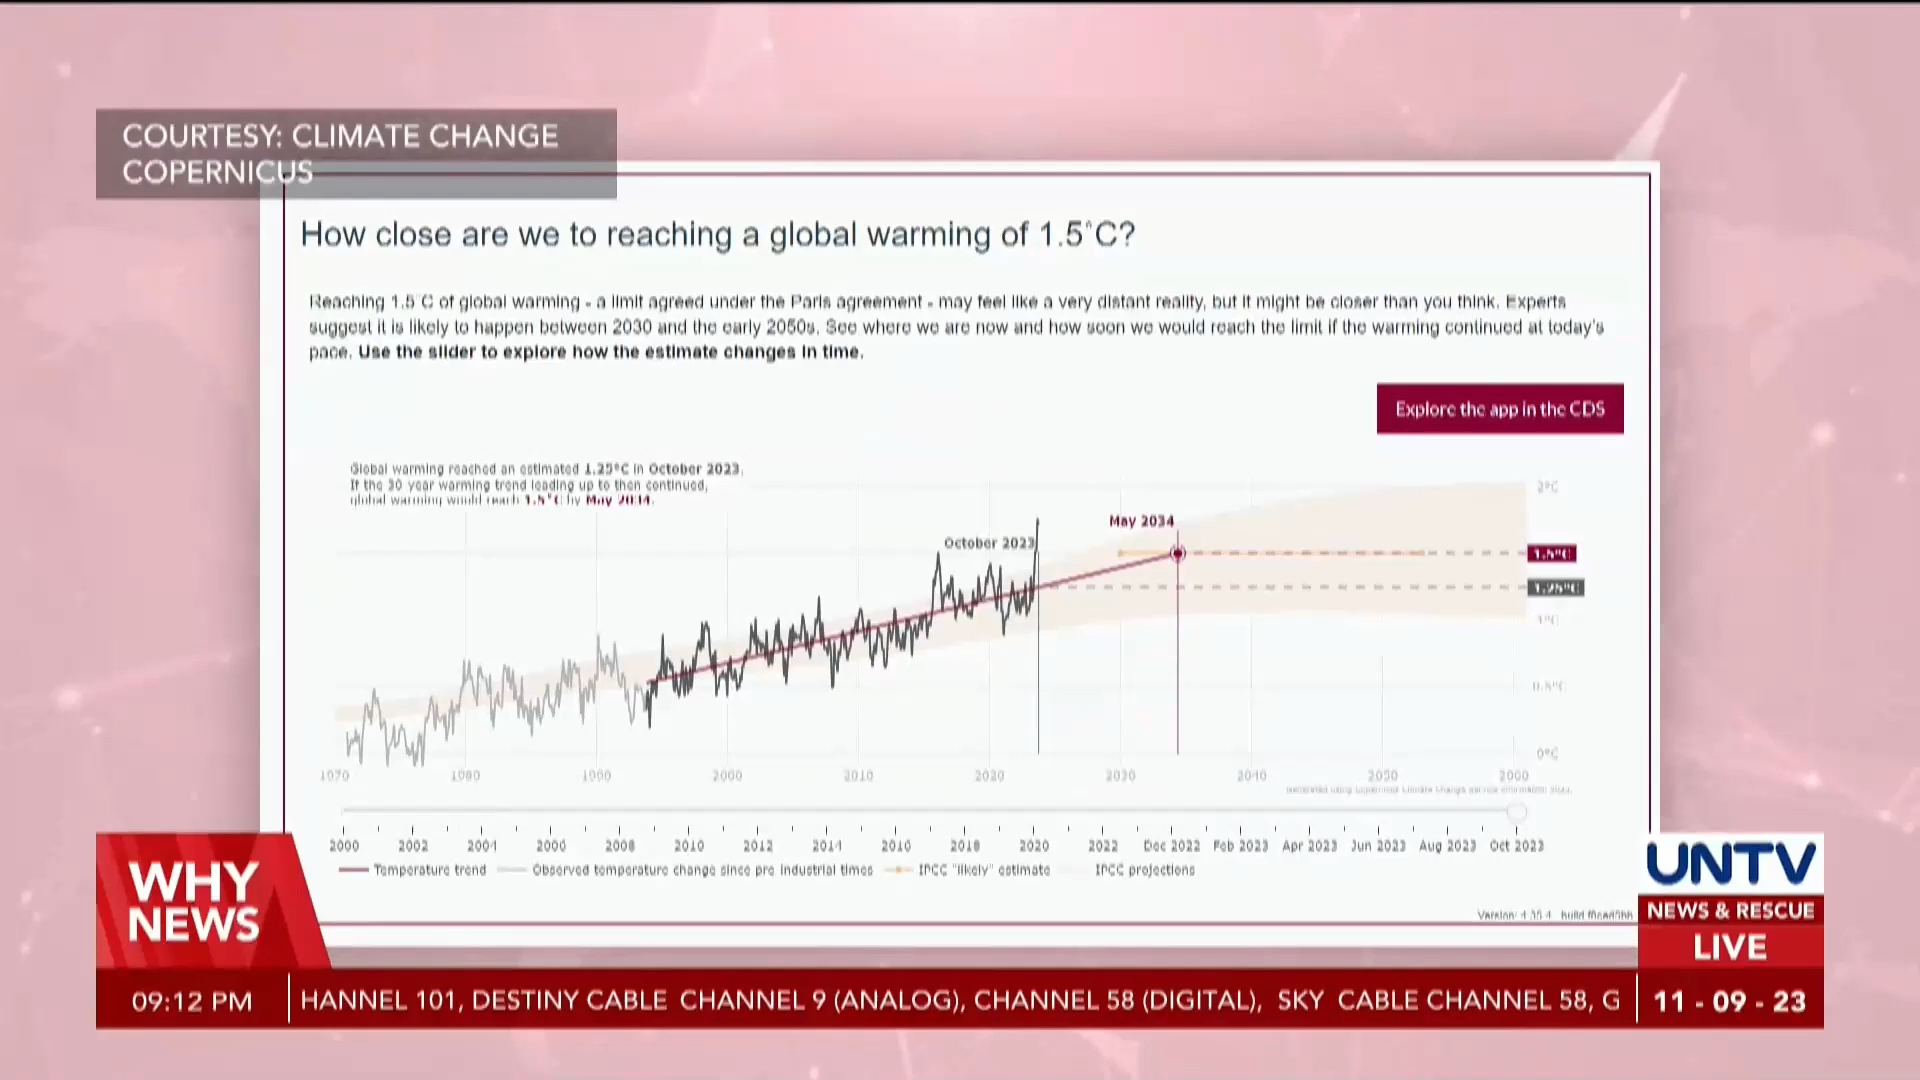 COURTESY: CLIMATE CHANGE
COPERNICUS
How close are we to reaching a global warming of 1.5°C?
Reaching 1.5°C of global warming - a limit agreed under the Paris agreement - may feel like a very distant reality, but it might be closer than you think. Experts
suggest it is likely to happen between 2030 and the early 2050s. See where we are now and how soon we would reach the limit if the warming continued at today's
pace. Use the slider to explore how the estimate changes in time.
Explore the app in the CDS
Global warming reached an estimated 1.25°C in October 2023.
If the 30 year warming trend leading up to then continued,
global warming would reach 1.5°C by May 2034.
2°C
May 2034
October 2023
1.5°C
1.25°C
1°C
0.5°C
0°C
1970 1980 1990 2000 2010 2020 2030 2040 2050 2060
Generated using Copernicus Climate Change Service information 2023.
2000 2002 2004 2006 2008 2010 2012 2014 2016 2018 2020 2022 Dec 2022 Feb 2023 Apr 2023 Jun 2023 Aug 2023 Oct 2023
Temperature trend Observed temperature change since pre industrial times IPCC "likely" estimate IPCC projections
WHY
NEWS
UNTV
NEWS & RESCUE
LIVE
09:12 PM
HANNEL 101, DESTINY CABLE CHANNEL 9 (ANALOG), CHANNEL 58 (DIGITAL), SKY CABLE CHANNEL 58, G
11 - 09 - 23